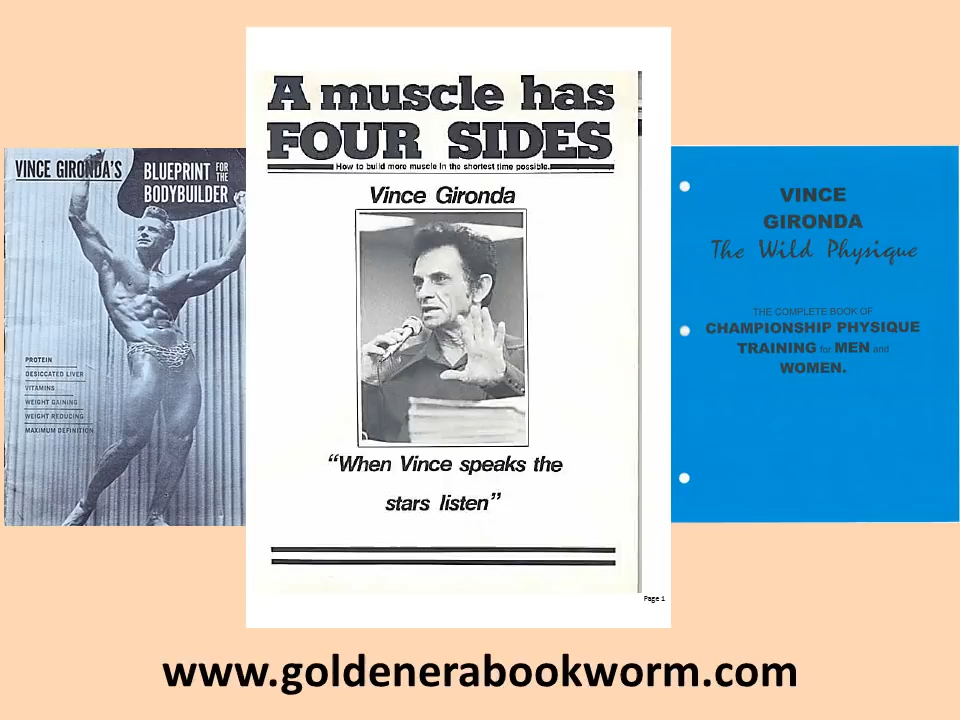 VINCE GIRONDA'S
BLUEPRINT FOR THE
BODYBUILDER
PROTEIN
DESICCATED LIVER
VITAMINS
WEIGHT GAINING
WEIGHT REDUCING
MAXIMUM DEFINITION
A muscle has
FOUR SIDES
How to build more muscle in the shortest time possible.
Vince Gironda
“When Vince speaks the
stars listen”
Page 1
VINCE
GIRONDA
The Wild Physique
THE COMPLETE BOOK OF
CHAMPIONSHIP PHYSIQUE
TRAINING for MEN and
WOMEN.
www.goldenerabookworm.com